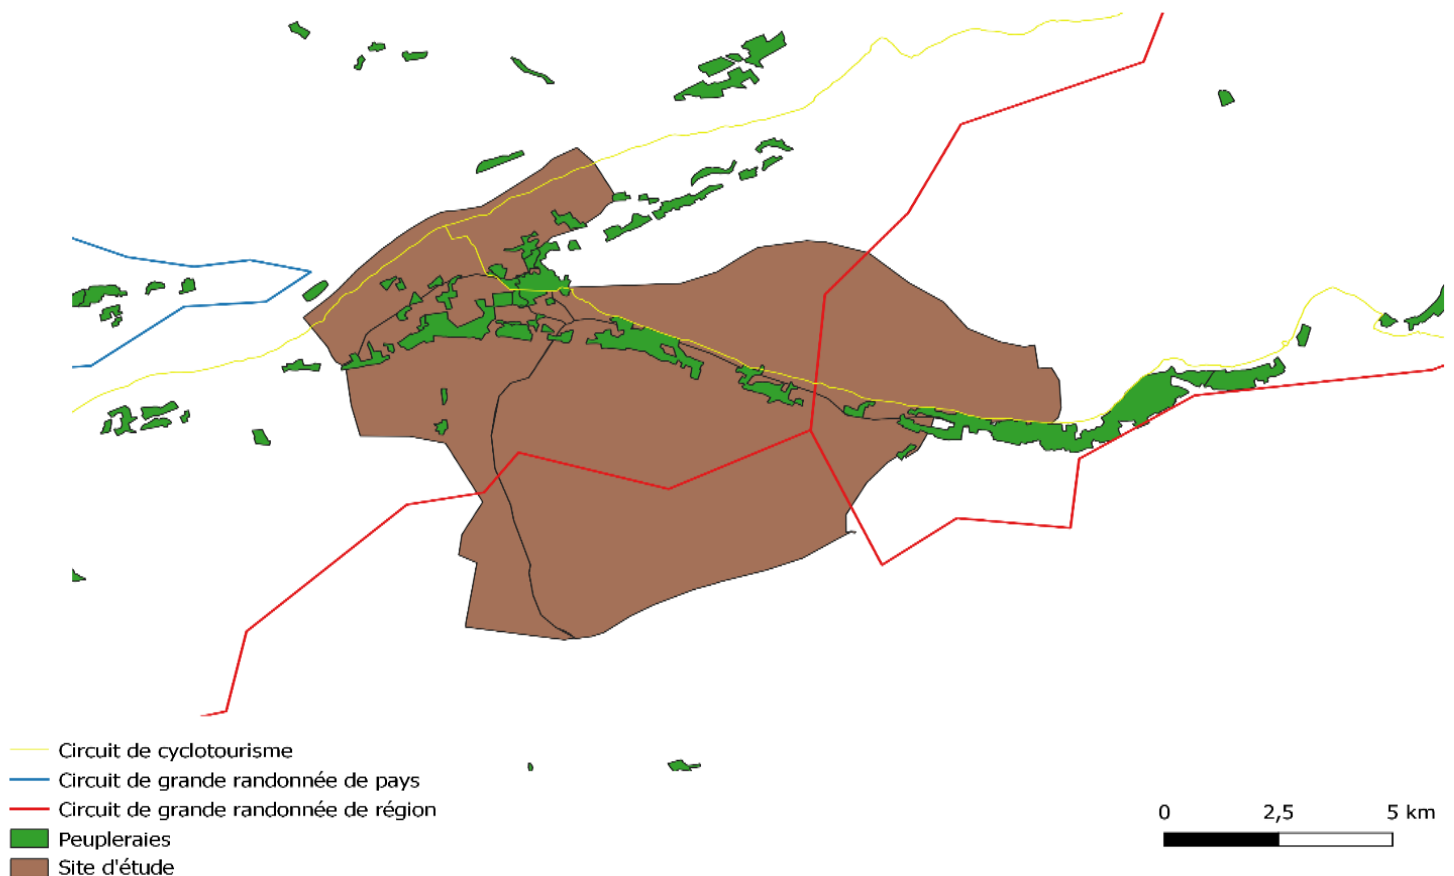 Circuit de cyclotourisme
Circuit de grande randonnée de pays
Circuit de grande randonnée de région
Peupleraies
Site d'étude
0 2,5 5 km